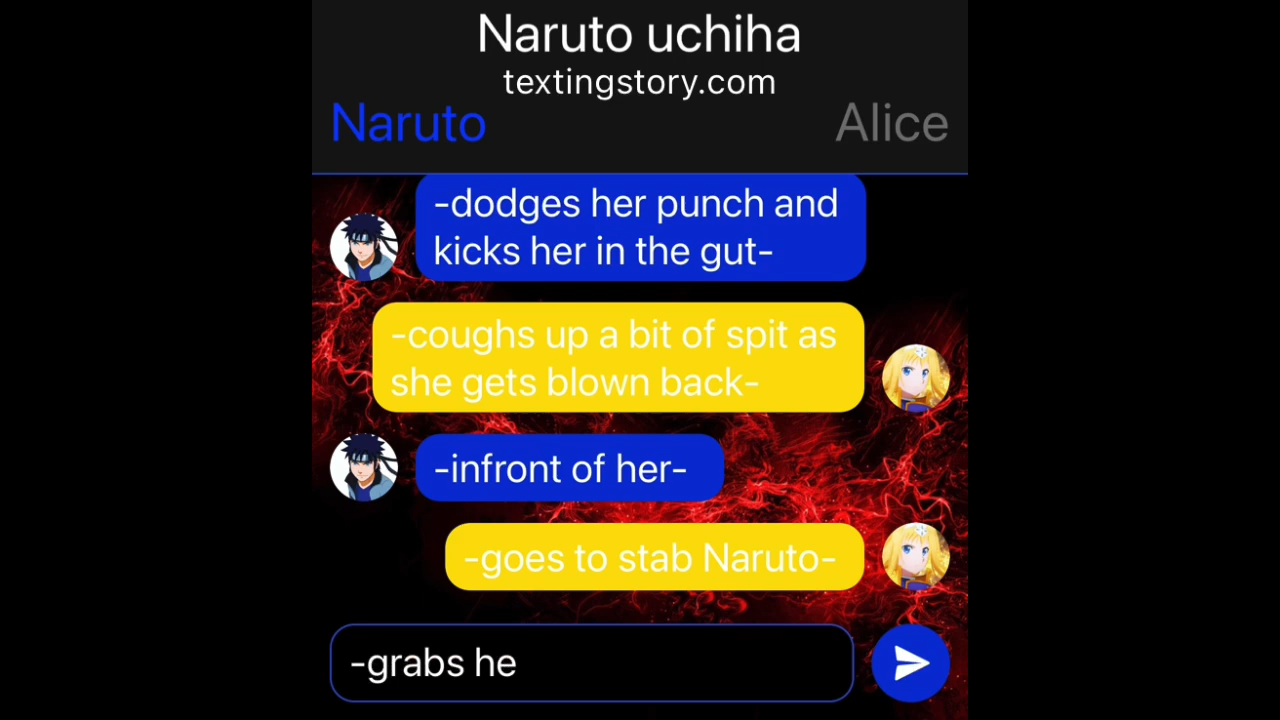 Naruto uchiha
textingstory.com
Naruto
Alice
-dodges her punch and
kicks her in the gut-
-coughs up a bit of spit as
she gets blown back-
-infront of her-
-goes to stab Naruto-
-grabs he